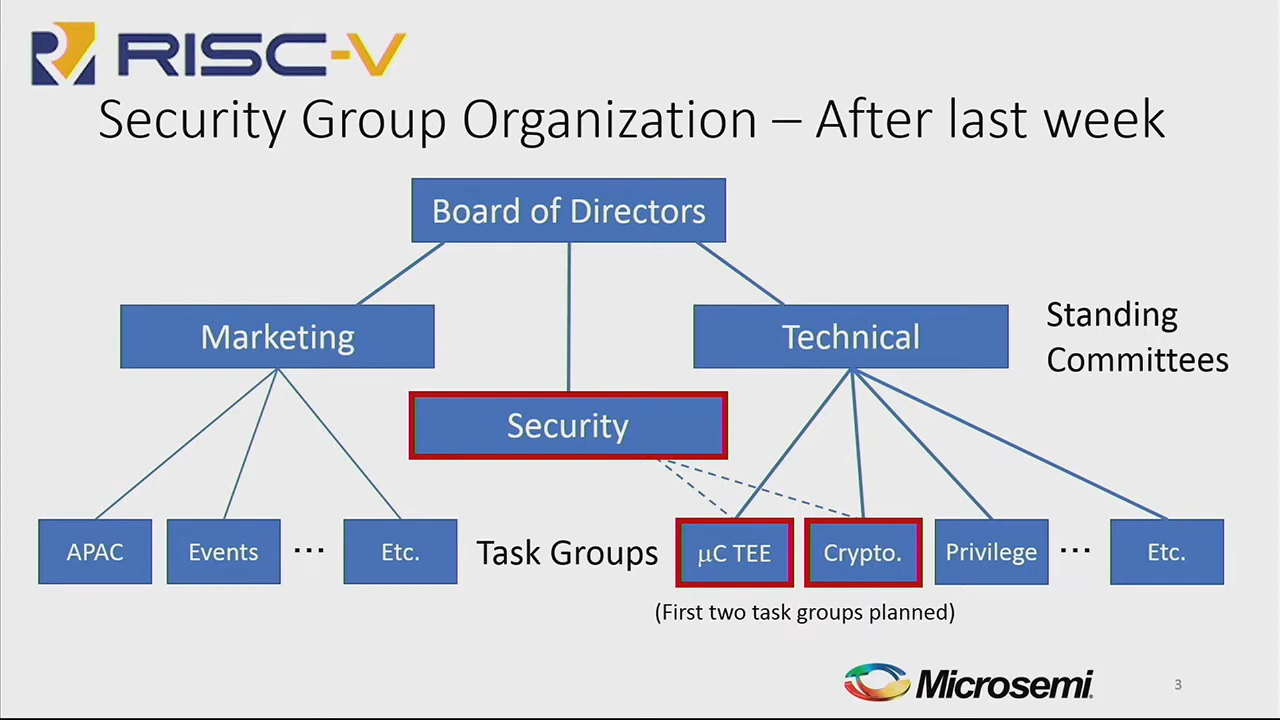 RISC-V
Security Group Organization – After last week
Board of Directors
Marketing
Technical
Standing
Committees
Security
APAC
Events
...
Etc.
Task Groups
μC TEE
Crypto.
Privilege
...
Etc.
(First two task groups planned)
Microsemi.
3